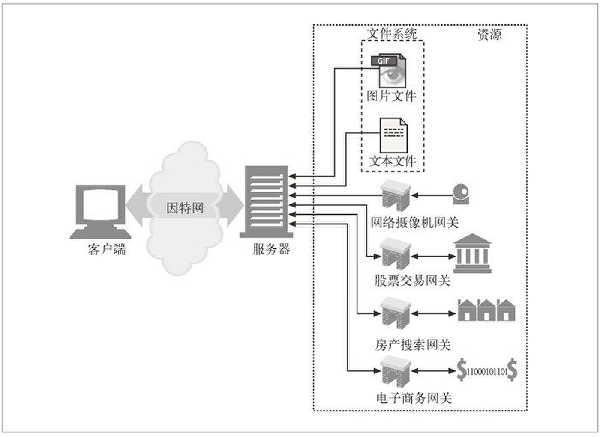 文件系统
资源
GIF
图片文件
文本文件
因特网
客户端
服务器
网络摄像机网关
股票交易网关
房产搜索网关
$11000101101$
电子商务网关